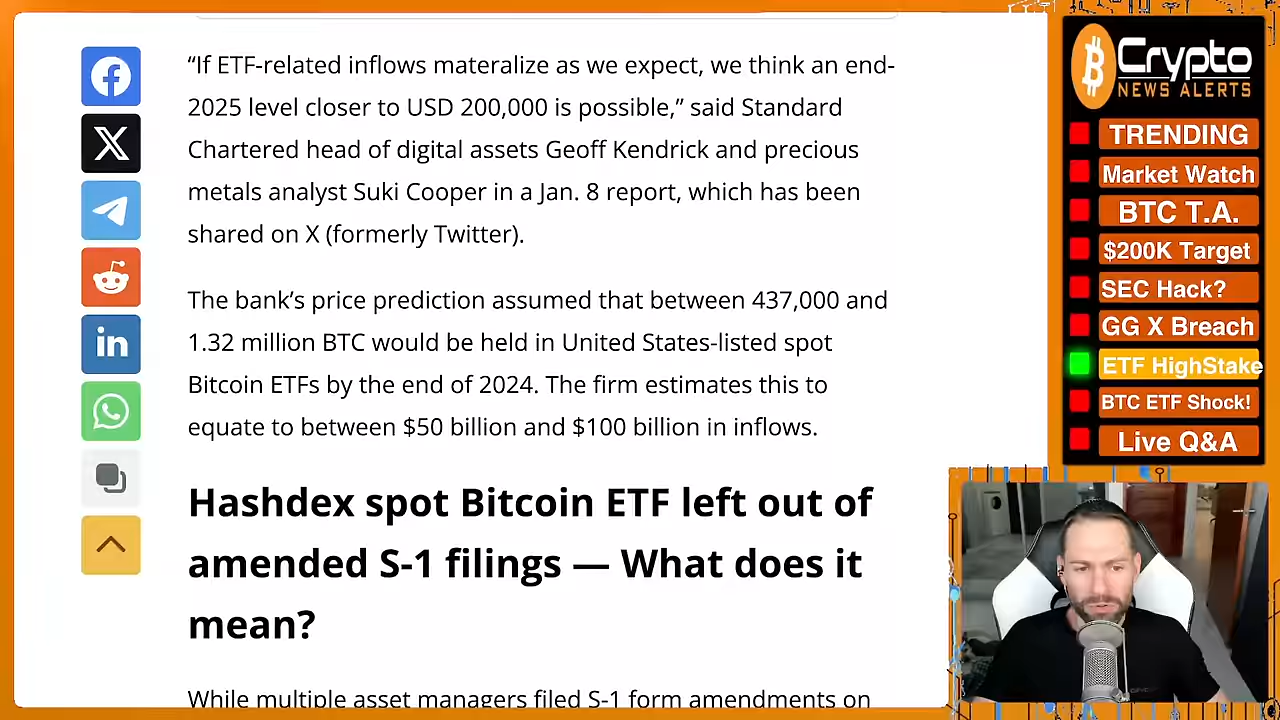 “If ETF-related inflows materalize as we expect, we think an end-
2025 level closer to USD 200,000 is possible,” said Standard
Chartered head of digital assets Geoff Kendrick and precious
metals analyst Suki Cooper in a Jan. 8 report, which has been
shared on X (formerly Twitter).
The bank’s price prediction assumed that between 437,000 and
1.32 million BTC would be held in United States-listed spot
Bitcoin ETFs by the end of 2024. The firm estimates this to
equate to between $50 billion and $100 billion in inflows.
Hashdex spot Bitcoin ETF left out of
amended S-1 filings — What does it
mean?
While multiple asset managers filed S-1 form amendments on
in
Crypto
NEWS ALERTS
TRENDING
Market Watch
BTC T.A.
$200K Target
SEC Hack?
GG X Breach
ETF HighStake
BTC ETF Shock!
Live Q&A